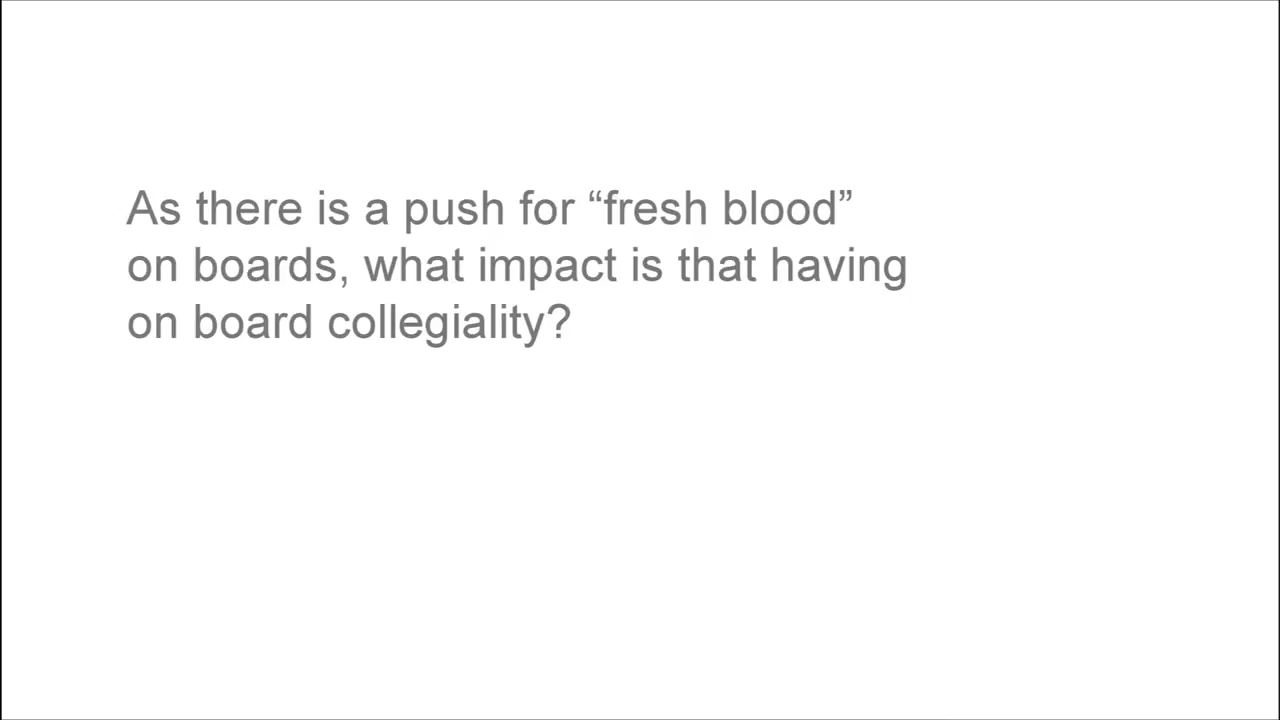 As there is a push for “fresh blood”
on boards, what impact is that having
on board collegiality?